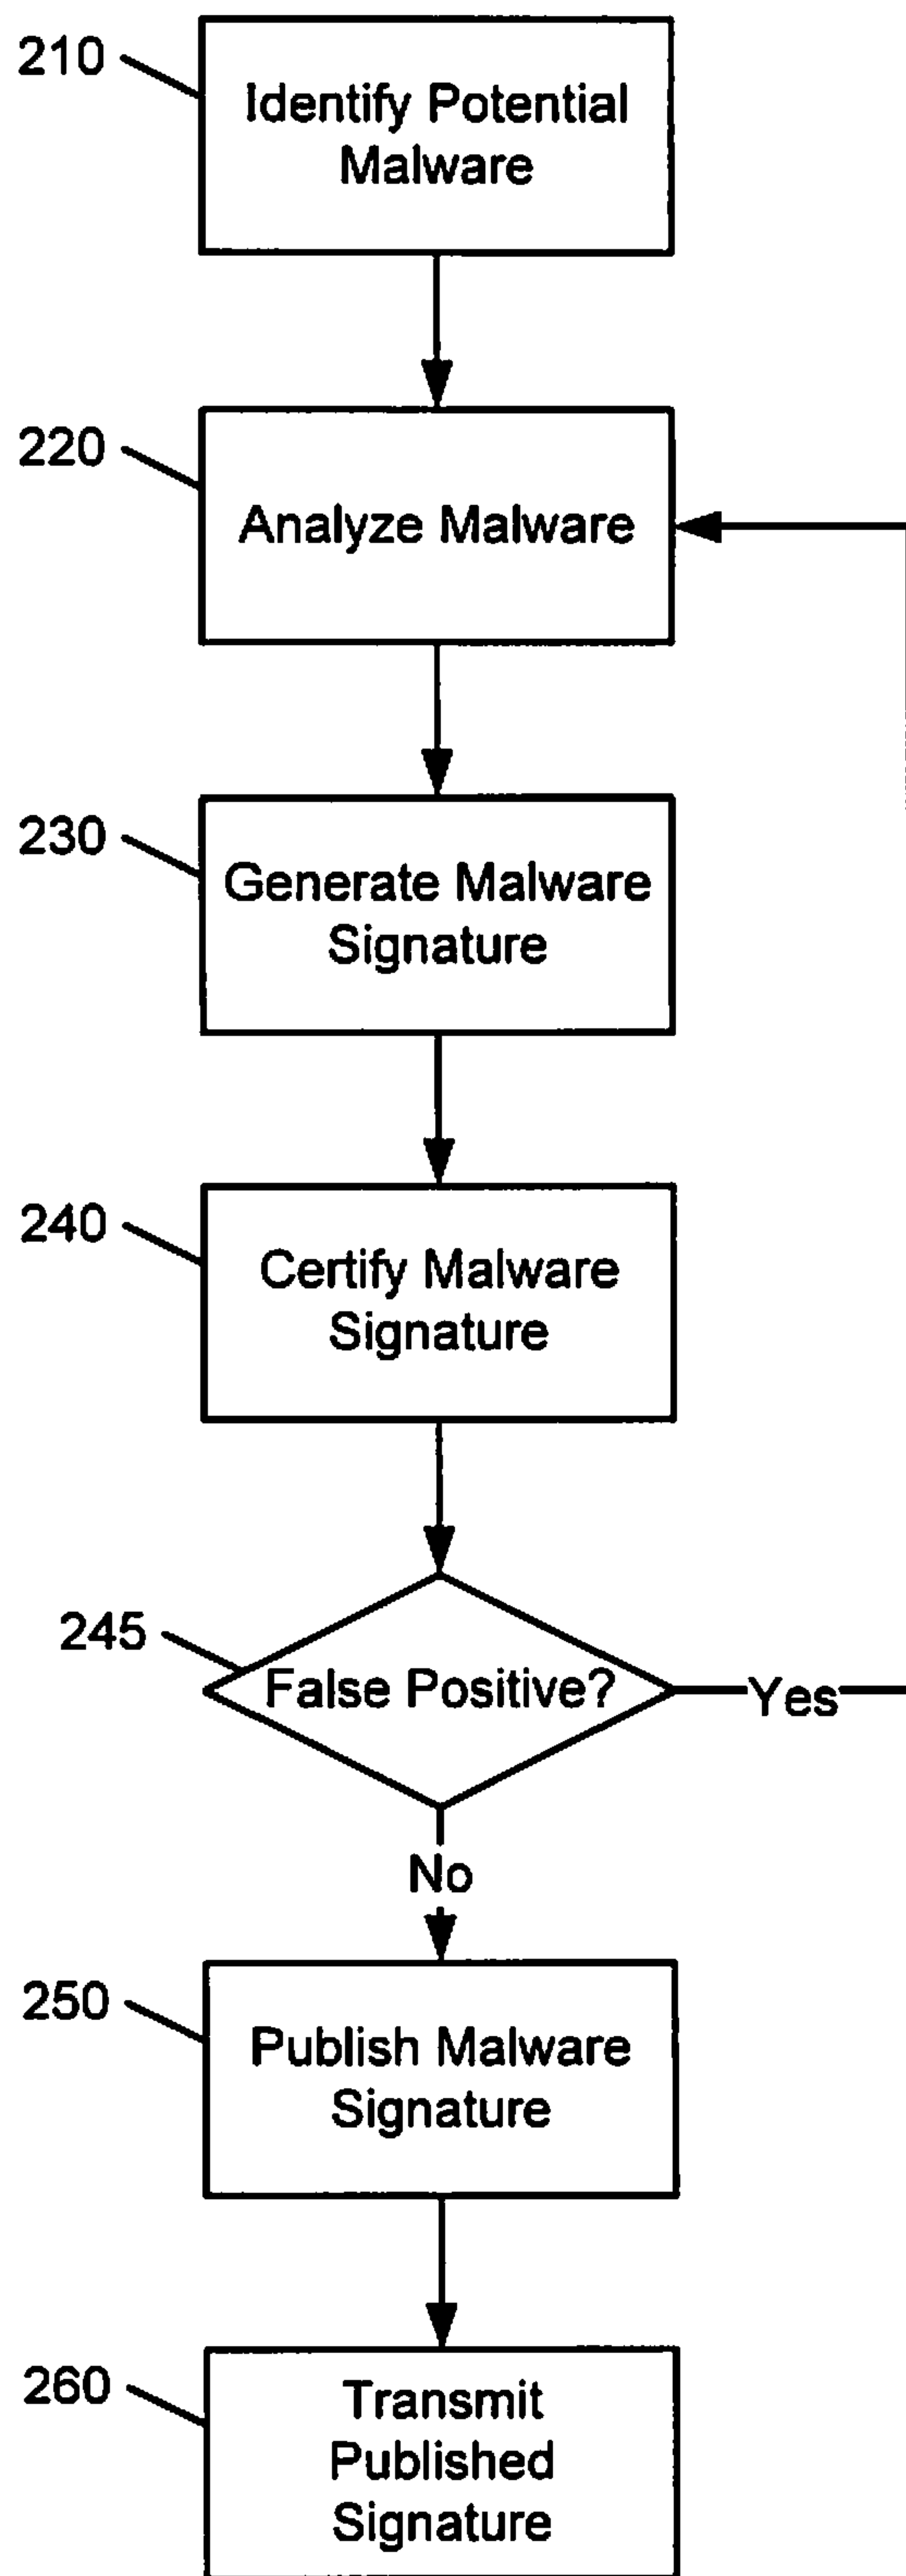 210
Identify Potential
Malware
220
Analyze Malware
230
Generate Malware
Signature
240
Certify Malware
Signature
245
False Positive?
Yes
No
250
Publish Malware
Signature
260
Transmit
Published
Signature